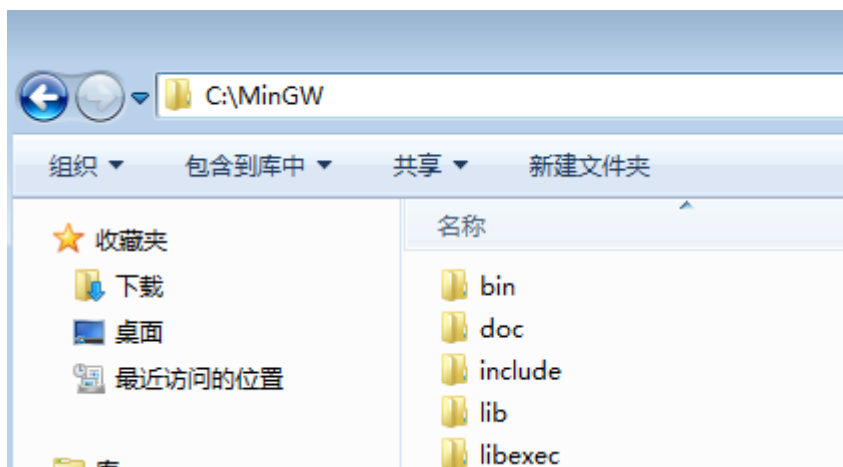 C:\MinGW
组织 包含到库中 共享 新建文件夹
名称
收藏夹
下载
桌面
最近访问的位置
bin
doc
include
lib
libexec